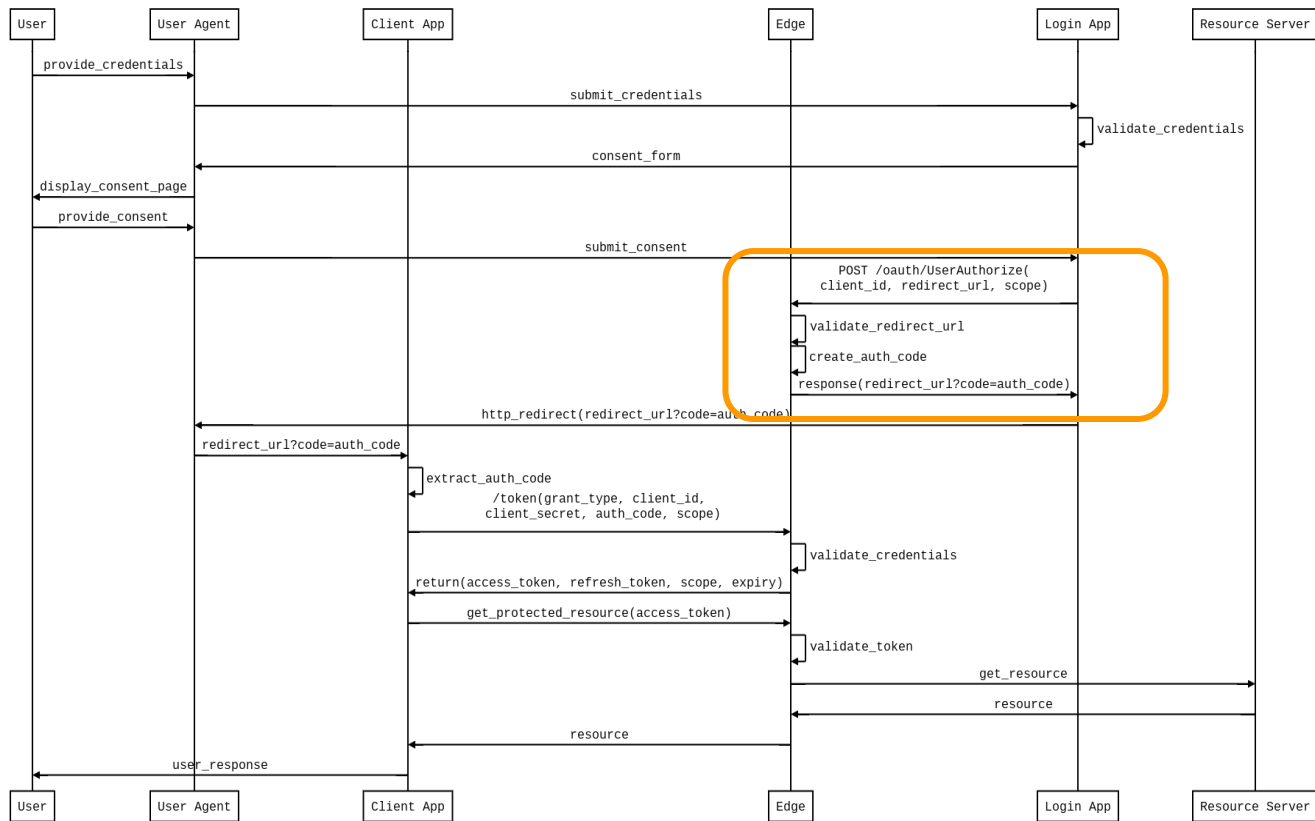 User
User Agent
Client App
Edge
Login App
Resource Server
provide_credentials
submit_credentials
validate_credentials
consent_form
display_consent_page
provide_consent
submit_consent
POST /oauth/UserAuthorize(
client_id, redirect_url, scope)
validate_redirect_url
create_auth_code
response(redirect_url?code=auth_code)
http_redirect(redirect_url?code=auth_code)
redirect_url?code=auth_code
extract_auth_code
/token(grant_type, client_id,
client_secret, auth_code, scope)
validate_credentials
return(access_token, refresh_token, scope, expiry)
get_protected_resource(access_token)
validate_token
get_resource
resource
resource
user_response
User
User Agent
Client App
Edge
Login App
Resource Server